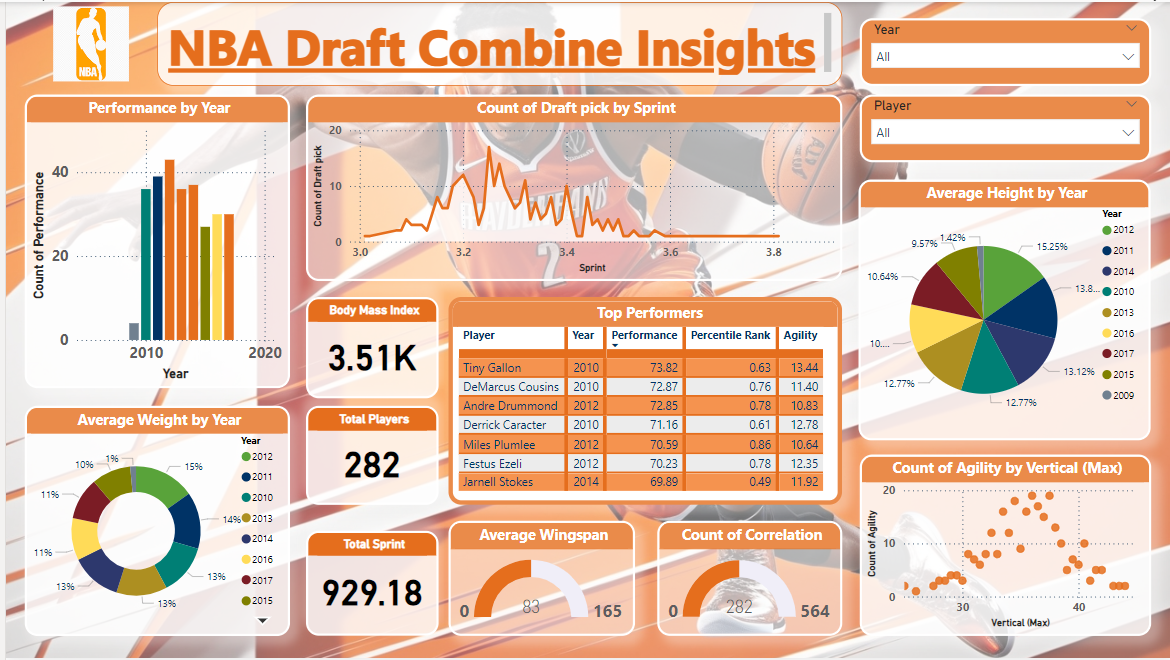 NBA
NBA Draft Combine Insights
Year
All
Player
All
Performance by Year
Count of Performance
40
20
0
2010
2020
Year
Count of Draft pick by Sprint
Count of Draft pick
20
10
0
3.0
3.2
3.4
3.6
3.8
Sprint
Average Height by Year
1.42%
9.57%
10.64%
10....
12.77%
15.25%
13.8...
13.12%
12.77%
Year
2012
2011
2014
2010
2013
2016
2017
2015
2009
Body Mass Index
3.51K
Total Players
282
Total Sprint
929.18
Top Performers
Player Year Performance Percentile Rank Agility
Tiny Gallon 2010 73.82 0.63 13.44
DeMarcus Cousins 2010 72.87 0.76 11.40
Andre Drummond 2012 72.85 0.78 10.83
Derrick Caracter 2010 71.16 0.61 12.78
Miles Plumlee 2012 70.59 0.86 10.64
Festus Ezeli 2012 70.23 0.78 12.35
Jarnell Stokes 2014 69.89 0.49 11.92
Average Weight by Year
1%
10%
11%
11%
13%
15%
14%
13%
13%
Year
2012
2011
2010
2013
2014
2016
2017
2015
Average Wingspan
0
83
165
Count of Correlation
0
282
564
Count of Agility by Vertical (Max)
Count of Agility
20
10
0
30
40
Vertical (Max)
2